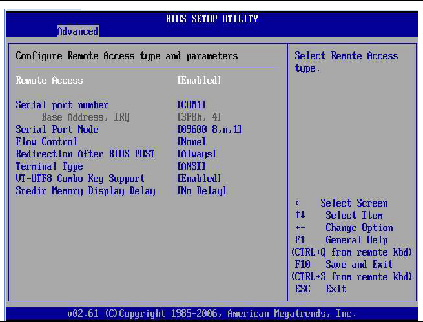 BIOS SETUP UTILITY
Advanced
Configure Remote Access type and parameters
Remote Access [Enabled]
Serial port number [COM1]
Base Address, IRQ [3F8h, 4]
Serial Port Mode [09600 8,n,1]
Flow Control [None]
Redirection After BIOS POST [Always]
Terminal Type [ANSI]
VT-UTF8 Combo Key Support [Enabled]
Sredir Memory Display Delay [No Delay]
Select Remote Access
type.
Select Screen
↑↓ Select Item
+- Change Option
F1 General Help
(CTRL+Q from remote kbd)
F10 Save and Exit
(CTRL+S from remote kbd)
ESC Exit
v02.61 (C)Copyright 1985-2006, American Megatrends, Inc.